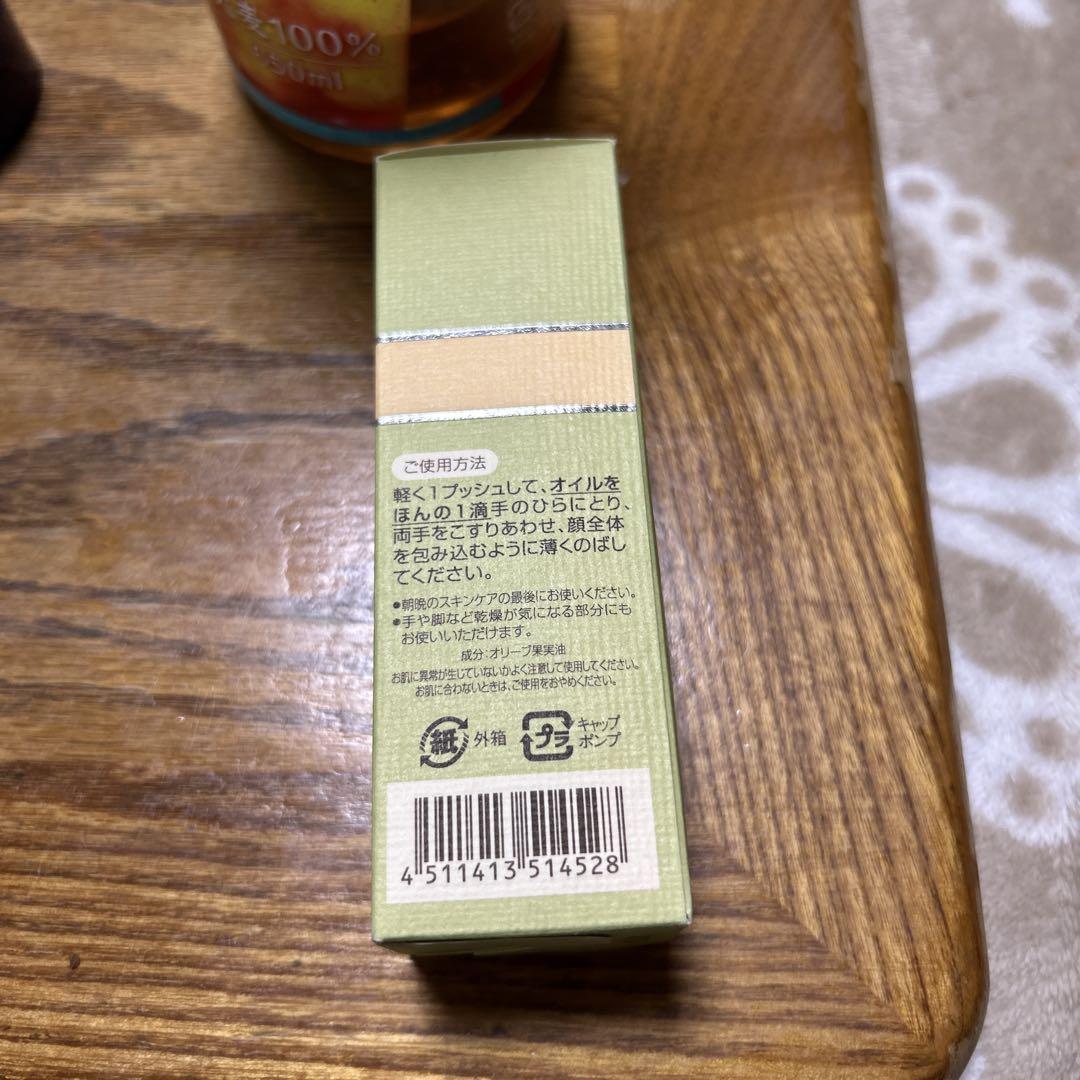 麦100%
ご使用方法
軽く1プッシュして、オイルを
ほんの1滴手のひらにとり、
両手をこすりあわせ、顔全体
を包み込むように薄くのばし
てください。
●朝晩のスキンケアの最後にお使いください。
●手や脚など乾燥が気になる部分にも
お使いいただけます。
成分:オリーブ果実油
お肌に異常が生じていないかよく注意して使用してください。
お肌に合わないときは、ご使用をおやめください。
紙 外箱 プラ キャップ
ポンプ
4 511413 514528